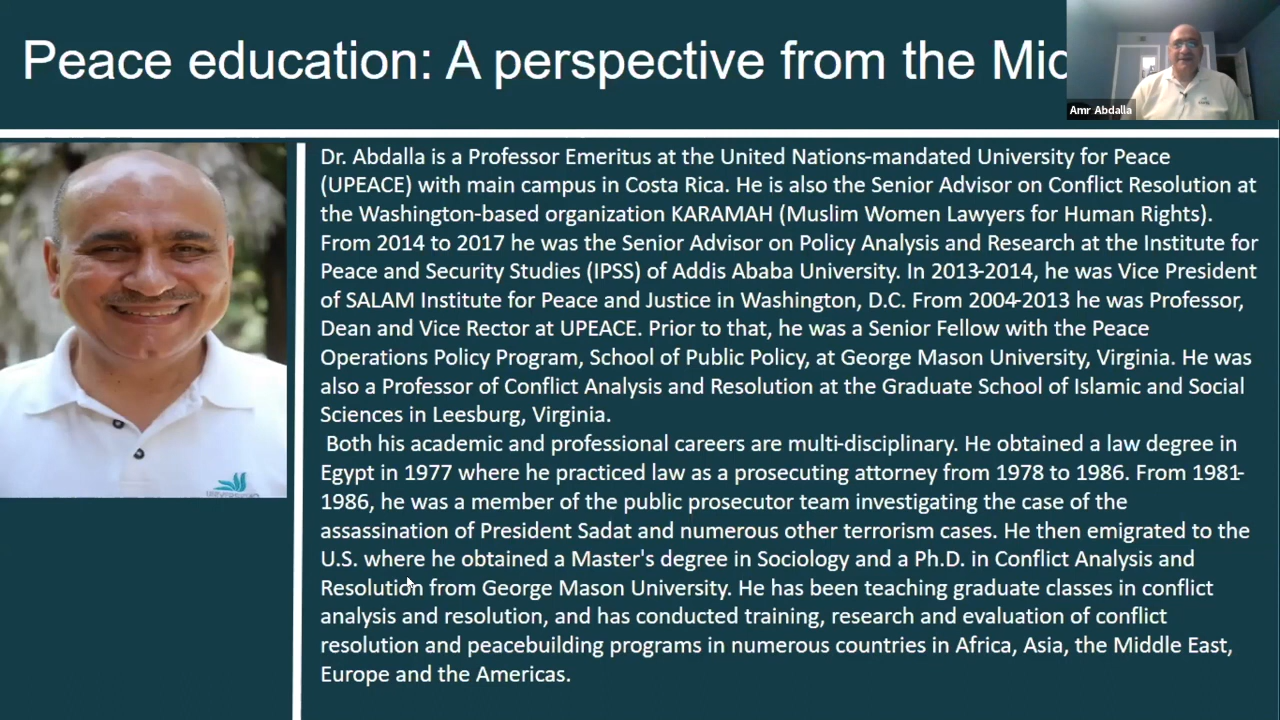 Peace education: A perspective from the Mid
Amr Abdalla
Dr. Abdalla is a Professor Emeritus at the United Nations-mandated University for Peace
(UPEACE) with main campus in Costa Rica. He is also the Senior Advisor on Conflict Resolution at
the Washington-based organization KARAMAH (Muslim Women Lawyers for Human Rights).
From 2014 to 2017 he was the Senior Advisor on Policy Analysis and Research at the Institute for
Peace and Security Studies (IPSS) of Addis Ababa University. In 2013-2014, he was Vice President
of SALAM Institute for Peace and Justice in Washington, D.C. From 2004-2013 he was Professor,
Dean and Vice Rector at UPEACE. Prior to that, he was a Senior Fellow with the Peace
Operations Policy Program, School of Public Policy, at George Mason University, Virginia. He was
also a Professor of Conflict Analysis and Resolution at the Graduate School of Islamic and Social
Sciences in Leesburg, Virginia.
Both his academic and professional careers are multi-disciplinary. He obtained a law degree in
Egypt in 1977 where he practiced law as a prosecuting attorney from 1978 to 1986. From 1981-
1986, he was a member of the public prosecutor team investigating the case of the
assassination of President Sadat and numerous other terrorism cases. He then emigrated to the
U.S. where he obtained a Master's degree in Sociology and a Ph.D. in Conflict Analysis and
Resolution from George Mason University. He has been teaching graduate classes in conflict
analysis and resolution, and has conducted training, research and evaluation of conflict
resolution and peacebuilding programs in numerous countries in Africa, Asia, the Middle East,
Europe and the Americas.